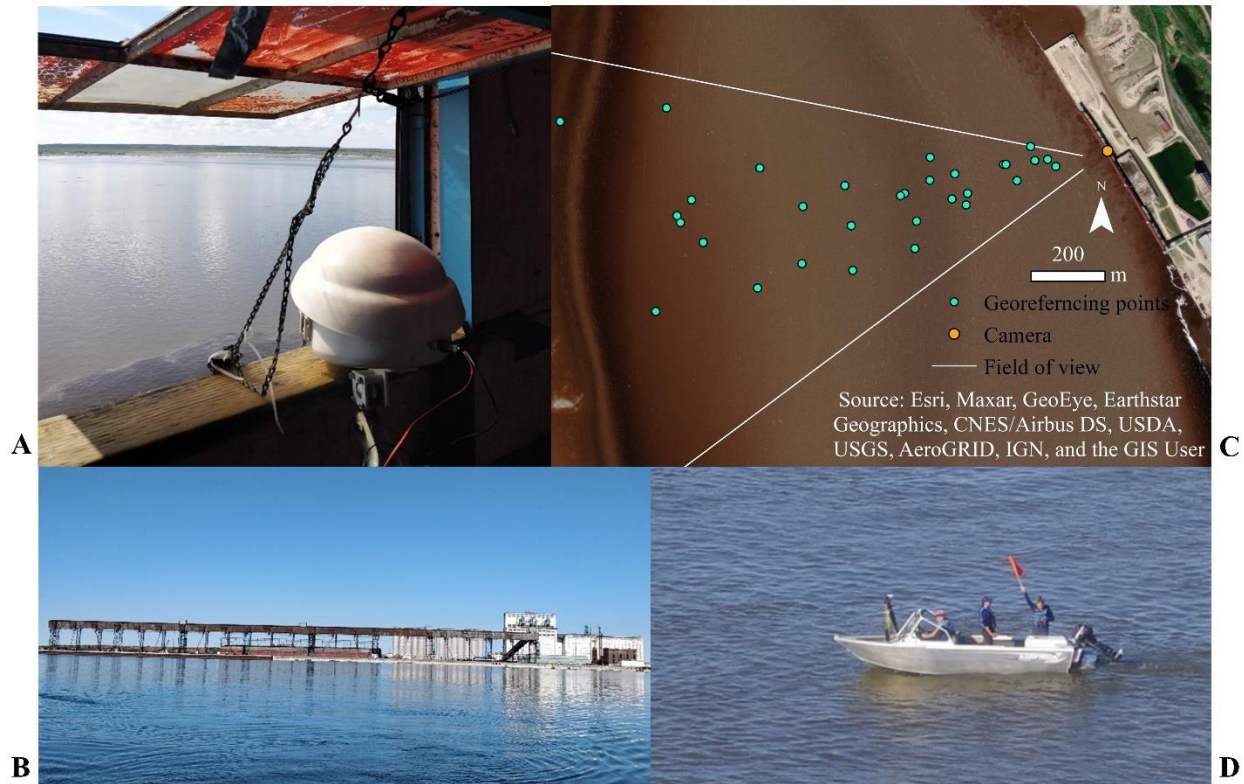 A
N
200
m
Georeferncing points
Camera
Field of view
Source: Esri, Maxar, GeoEye, Earthstar
Geographics, CNES/Airbus DS, USDA,
USGS, AeroGRID, IGN, and the GIS User
C
B
D